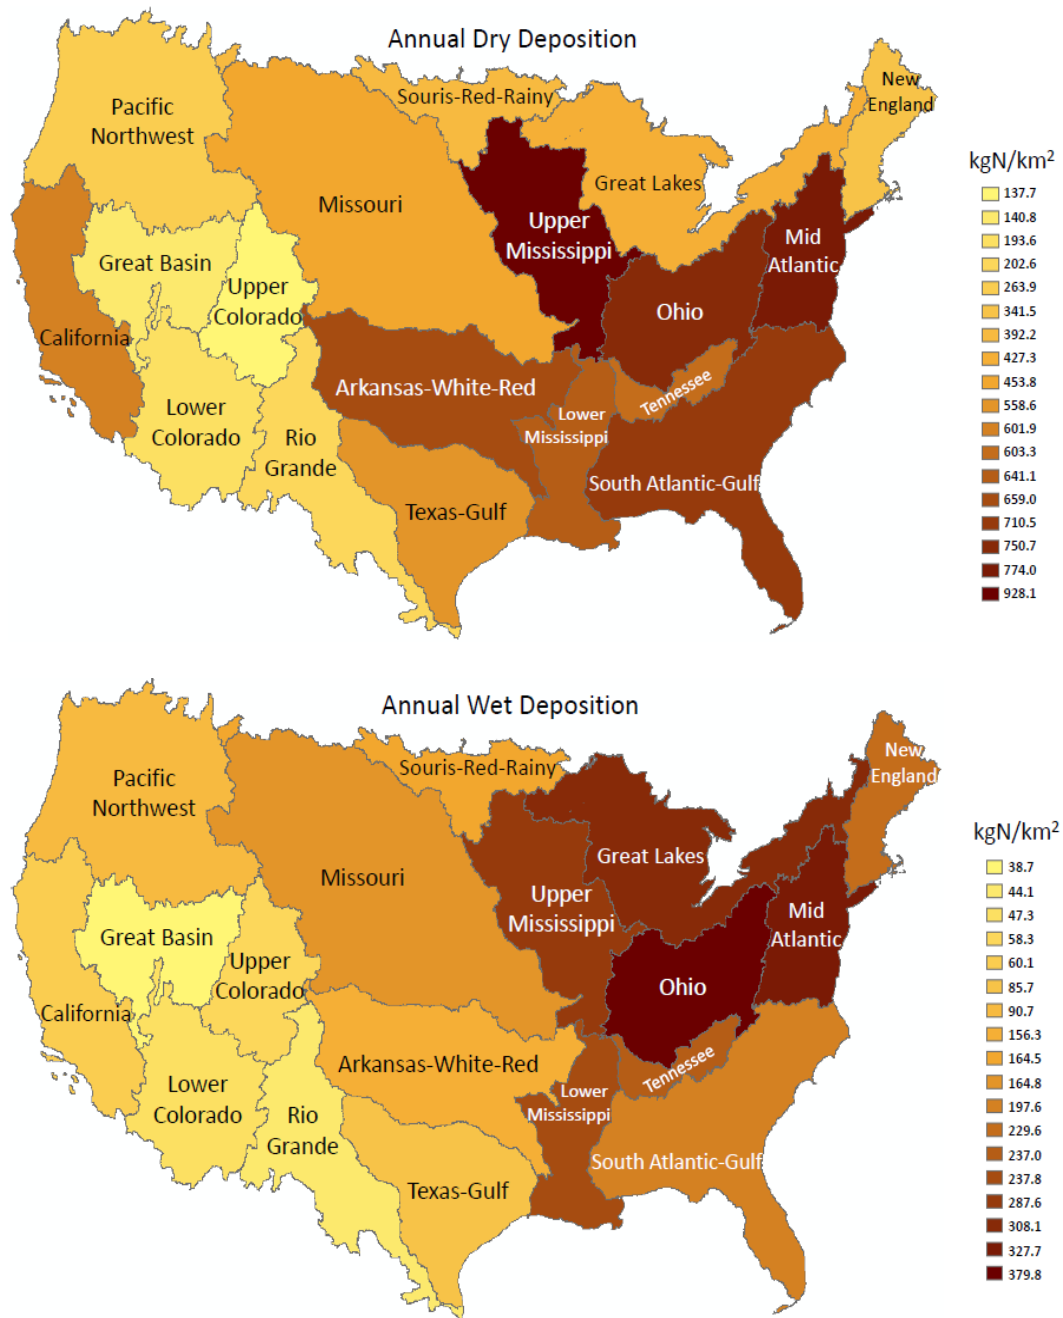 Annual Dry Deposition
New
England
Souris-Red-Rainy
Pacific
Northwest
kgN/km²
Great Lakes
137.7
140.8
193.6
202.6
263.9
341.5
392.2
427.3
453.8
558.6
601.9
603.3
641.1
659.0
710.5
750.7
774.0
928.1
Missouri
Upper
Mississippi
Mid
Atlantic
Great Basin
Upper
Colorado
Ohio
California
Arkansas-White-Red
Tennessee
Lower
Colorado
Lower
Mississippi
Rio
Grande
South Atlantic-Gulf
Texas-Gulf
Annual Wet Deposition
New
England
Souris-Red-Rainy
Pacific
Northwest
kgN/km²
38.7
44.1
47.3
58.3
60.1
85.7
90.7
156.3
164.5
164.8
197.6
229.6
237.0
237.8
287.6
308.1
327.7
379.8
Great Lakes
Missouri
Upper
Mississippi
Mid
Atlantic
Great Basin
Upper
Colorado
Ohio
California
Arkansas-White-Red
Tennessee
Lower
Colorado
Lower
Mississippi
Rio
Grande
South Atlantic-Gulf
Texas-Gulf